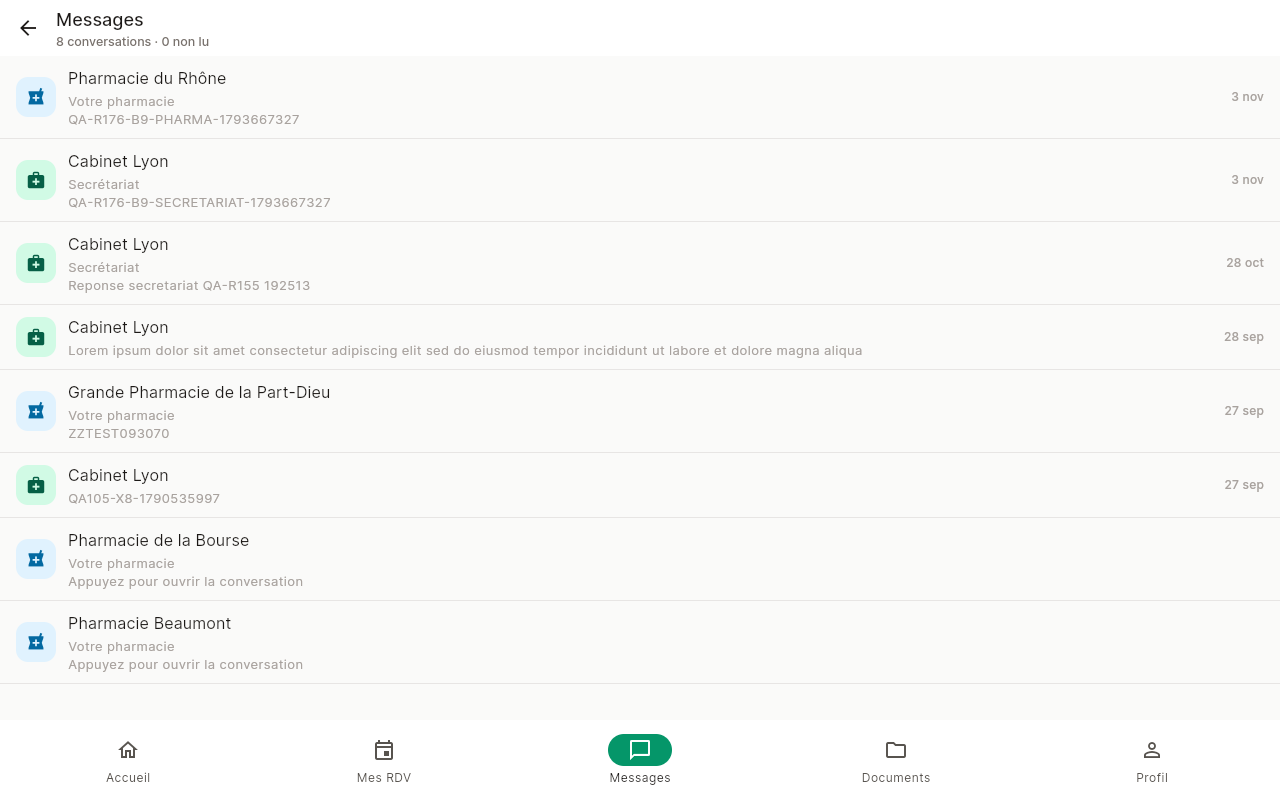 Messages
8 conversations · 0 non lu
Pharmacie du Rhône
Votre pharmacie
QA-R176-B9-PHARMA-1793667327
3 nov
Cabinet Lyon
Secrétariat
QA-R176-B9-SECRETARIAT-1793667327
3 nov
Cabinet Lyon
Secrétariat
Reponse secretariat QA-R155 192513
28 oct
Cabinet Lyon
Lorem ipsum dolor sit amet consectetur adipiscing elit sed do eiusmod tempor incididunt ut labore et dolore magna aliqua
28 sep
Grande Pharmacie de la Part-Dieu
Votre pharmacie
ZZTEST093070
27 sep
Cabinet Lyon
QA105-X8-1790535997
27 sep
Pharmacie de la Bourse
Votre pharmacie
Appuyez pour ouvrir la conversation
Pharmacie Beaumont
Votre pharmacie
Appuyez pour ouvrir la conversation
Accueil
Mes RDV
Messages
Documents
Profil